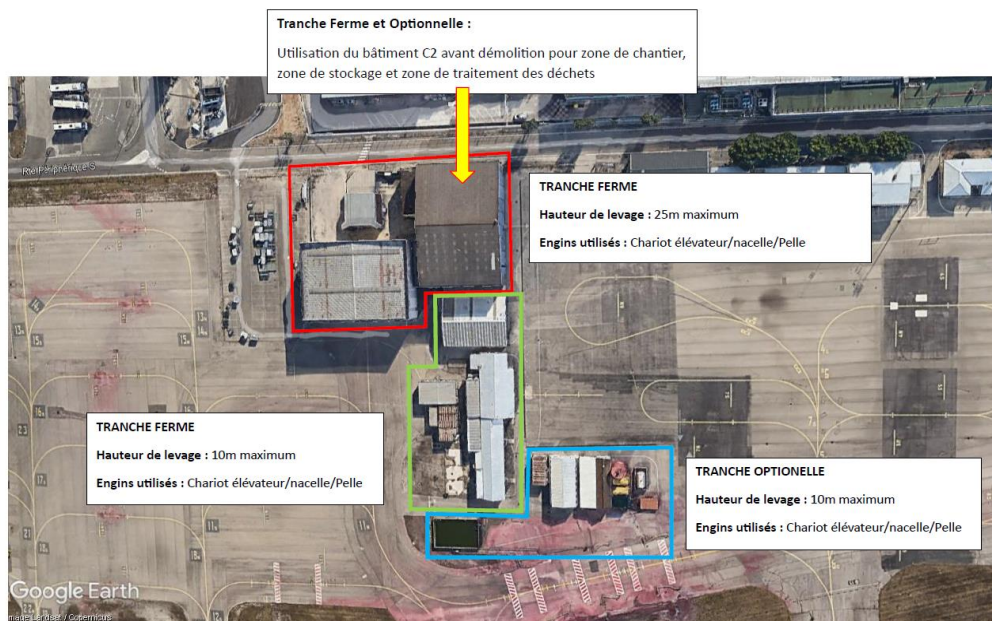 Tranche Ferme et Optionnelle :
Utilisation du bâtiment C2 avant démolition pour zone de chantier,
zone de stockage et zone de traitement des déchets
TRANCHE FERME
Hauteur de levage : 25m maximum
Engins utilisés : Chariot élévateur/nacelle/Pelle
TRANCHE FERME
Hauteur de levage : 10m maximum
Engins utilisés : Chariot élévateur/nacelle/Pelle
TRANCHE OPTIONELLE
Hauteur de levage : 10m maximum
Engins utilisés : Chariot élévateur/nacelle/Pelle
Google Earth
Image Landsat / Copernicus